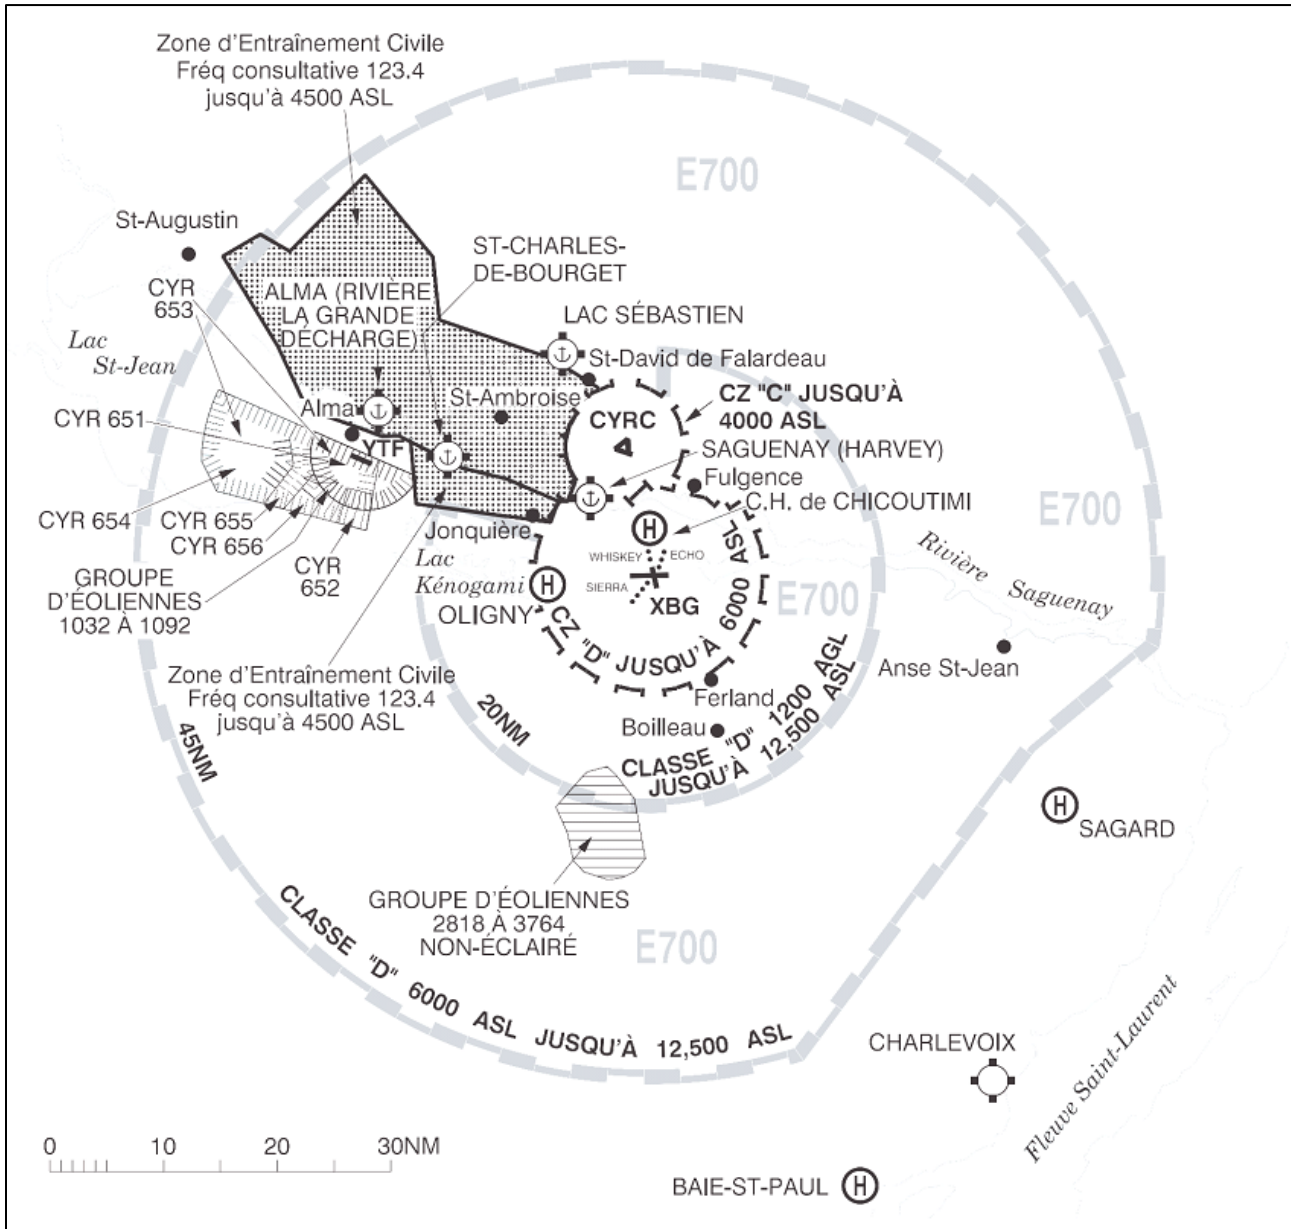 Zone d'Entraînement Civile
Fréq consultative 123.4
jusqu'à 4500 ASL
E700
St-Augustin
ST-CHARLES-
DE-BOURGET
CYR
653
ALMA (RIVIÈRE
LA GRANDE
DÉCHARGE)
LAC SÉBASTIEN
Lac
St-Jean
St-David de Falardeau
CZ "C" JUSQU'À
4000 ASL
Alma
St-Ambroise
CYR 651
CYRC
YTF
SAGUENAY (HARVEY)
Fulgence
C.H. de CHICOUTIMI
E700
CYR 654
CYR 655
CYR 656
CYR
652
Jonquière
H
WHISKEY
ECHO
SIERRA
XBG
Lac
Kénogami
H
OLIGNY
CZ "D" JUSQU'À 6000 ASL
E700
Rivière Saguenay
GROUPE
D'ÉOLIENNES
1032 À 1092
Anse St-Jean
Zone d'Entraînement Civile
Fréq consultative 123.4
jusqu'à 4500 ASL
Ferland
Boilleau
20NM
45NM
CLASSE "D" 1200 AGL
JUSQU'À 12,500 ASL
H
SAGARD
GROUPE D'ÉOLIENNES
2818 À 3764
NON-ÉCLAIRÉ
E700
CLASSE "D" 6000 ASL JUSQU'À 12,500 ASL
CHARLEVOIX
Fleuve Saint-Laurent
0 10 20 30NM
BAIE-ST-PAUL H